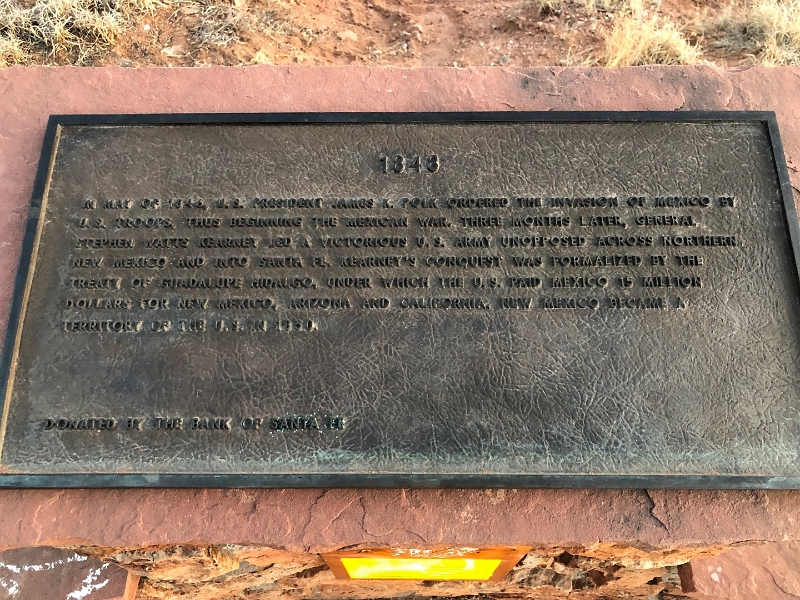 1848
IN MAY OF 1846, U.S. PRESIDENT JAMES K. POLK ORDERED THE INVASION OF MEXICO BY
U.S. TROOPS, THUS BEGINNING THE MEXICAN WAR. THREE MONTHS LATER, GENERAL
STEPHEN WATTS KEARNEY LED A VICTORIOUS U.S. ARMY UNOPPOSED ACROSS NORTHERN
NEW MEXICO AND INTO SANTA FE. KEARNEY'S CONQUEST WAS FORMALIZED BY THE
TREATY OF GUADALUPE HIDALGO, UNDER WHICH THE U.S. PAID MEXICO 15 MILLION
DOLLARS FOR NEW MEXICO, ARIZONA AND CALIFORNIA. NEW MEXICO BECAME A
TERRITORY OF THE U.S. IN 1850.
DONATED BY THE BANK OF SANTA FE